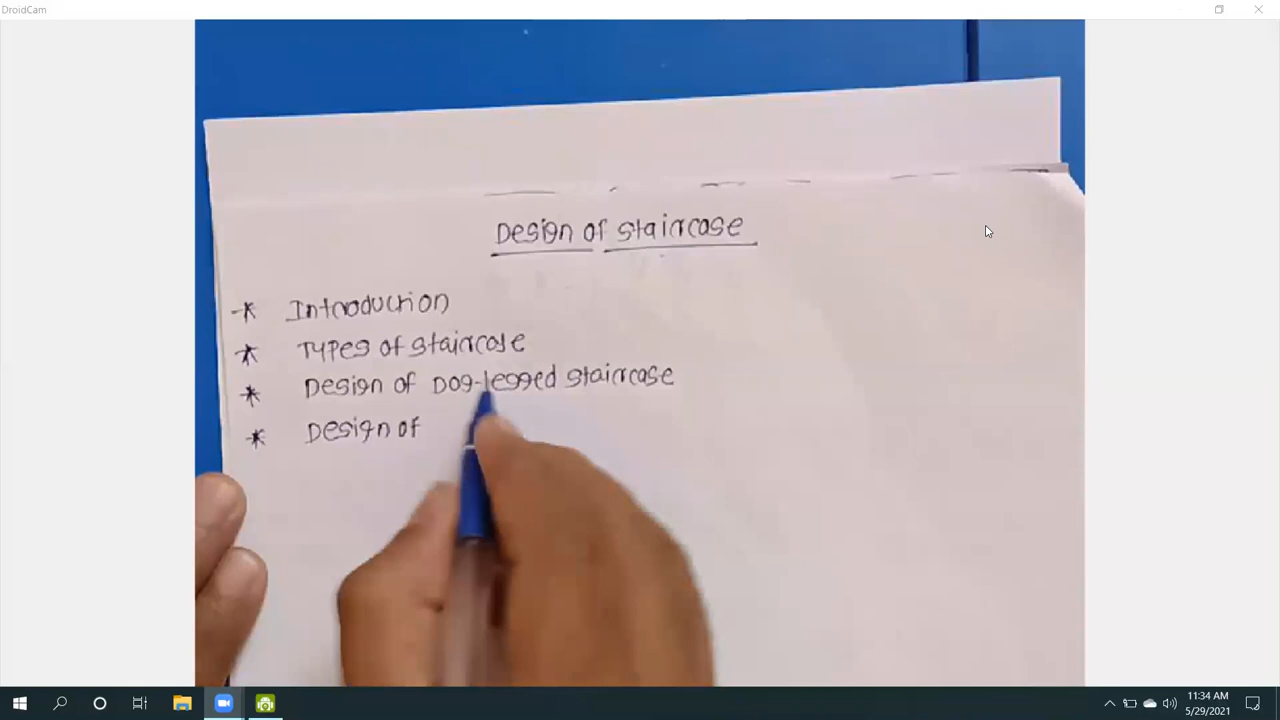 DroidCam
Design of staircase
* Introduction
* Types of staircase
* Design of Dog-legged staircase
* Design of
11:34 AM
5/29/2021